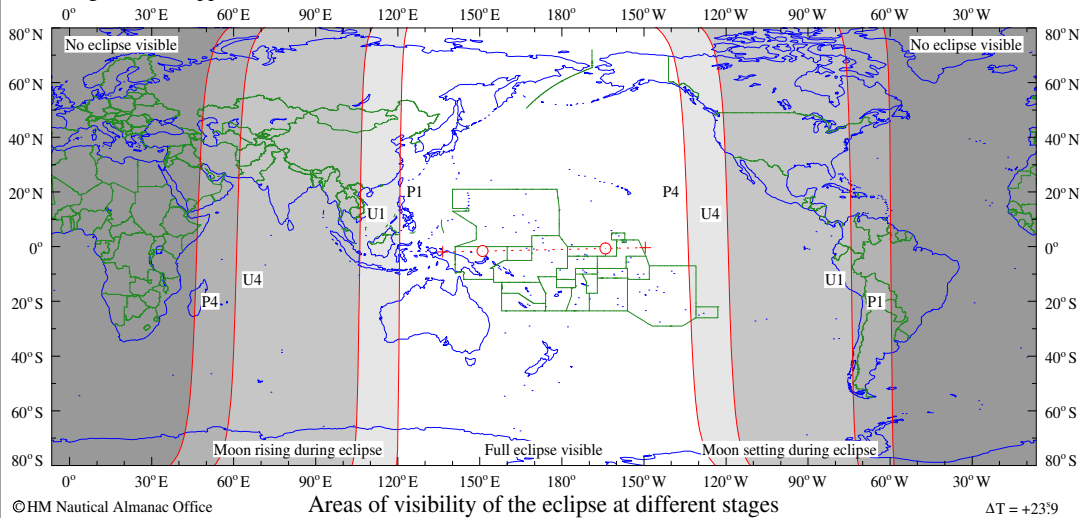 0° 30°E 60°E 90°E 120°E 150°E 180° 150°W 120°W 90°W 60°W 30°W
80°N No eclipse visible No eclipse visible 80°N
60°N 60°N
40°N 40°N
20°N P1 P4 20°N
U1 U4
0° 0°
U4 U1
20°S P4 P1 20°S
40°S 40°S
60°S 60°S
Moon rising during eclipse Full eclipse visible Moon setting during eclipse
80°S 80°S
0° 30°E 60°E 90°E 120°E 150°E 180° 150°W 120°W 90°W 60°W 30°W
©HM Nautical Almanac Office Areas of visibility of the eclipse at different stages ΔT = +23ˢ.9